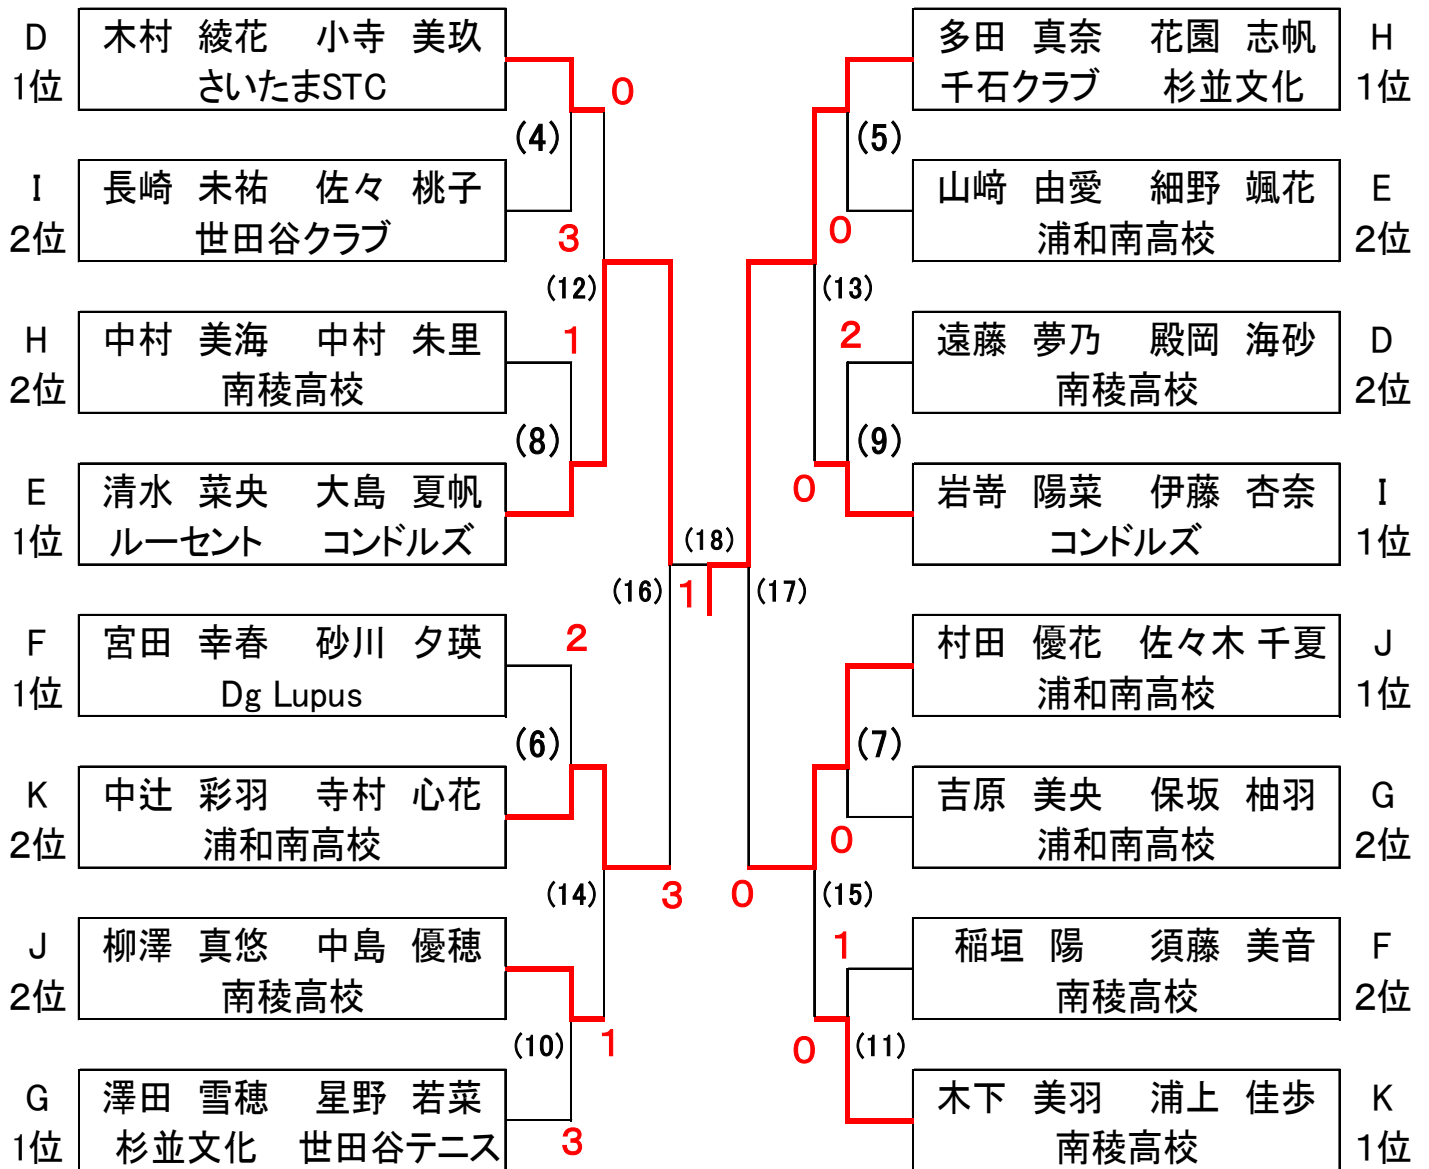 D 木村 綾花 小寺 美玖
1位 さいたまSTC
0
(4)
I 長崎 未祐 佐々 桃子
2位 世田谷クラブ
3
(12)
H 中村 美海 中村 朱里
2位 南稜高校
1
(8)
E 清水 菜央 大島 夏帆
1位 ルーセント コンドルズ
(16)
F 宮田 幸春 砂川 夕瑛
1位 Dg Lupus
2
(6)
K 中辻 彩羽 寺村 心花
2位 浦和南高校
3
(14)
J 柳澤 真悠 中島 優穂
2位 南稜高校
(10)
1
G 澤田 雪穂 星野 若菜
1位 杉並文化 世田谷テニス
3
(18)
1
多田 真奈 花園 志帆 H
千石クラブ 杉並文化 1位
(5)
山﨑 由愛 細野 颯花 E
浦和南高校 2位
0
(13)
遠藤 夢乃 殿岡 海砂 D
南稜高校 2位
2
(9)
岩嵜 陽菜 伊藤 杏奈 I
コンドルズ 1位
0
(17)
村田 優花 佐々木 千夏 J
浦和南高校 1位
(7)
吉原 美央 保坂 柚羽 G
浦和南高校 2位
0
0
(15)
稲垣 陽 須藤 美音 F
南稜高校 2位
1
(11)
0
木下 美羽 浦上 佳歩 K
南稜高校 1位